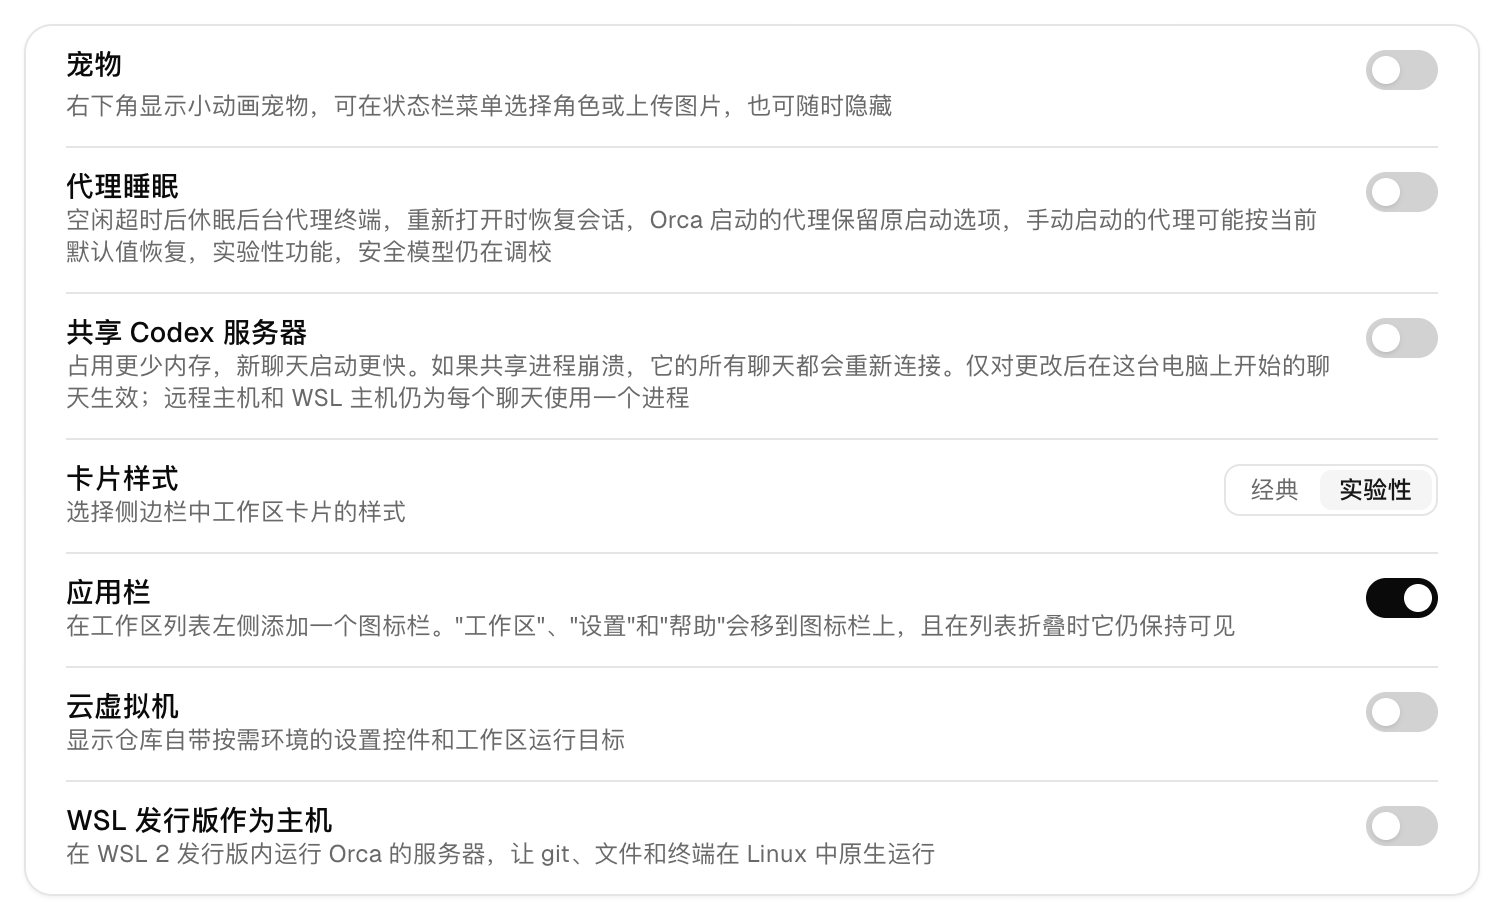 宠物
右下角显示小动画宠物，可在状态栏菜单选择角色或上传图片，也可随时隐藏
代理睡眠
空闲超时后休眠后台代理终端，重新打开时恢复会话，Orca 启动的代理保留原启动选项，手动启动的代理可能按当前
默认值恢复，实验性功能，安全模型仍在调校
共享 Codex 服务器
占用更少内存，新聊天启动更快。如果共享进程崩溃，它的所有聊天都会重新连接。仅对更改后在这台电脑上开始的聊
天生效；远程主机和 WSL 主机仍为每个聊天使用一个进程
卡片样式
经典 实验性
选择侧边栏中工作区卡片的样式
应用栏
在工作区列表左侧添加一个图标栏。"工作区"、"设置"和"帮助"会移到图标栏上，且在列表折叠时它仍保持可见
云虚拟机
显示仓库自带按需环境的设置控件和工作区运行目标
WSL 发行版作为主机
在 WSL 2 发行版内运行 Orca 的服务器，让 git、文件和终端在 Linux 中原生运行